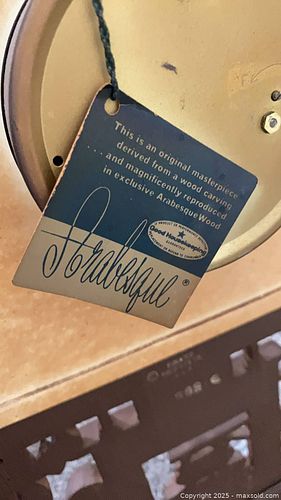 This is an original masterpiece
derived from a wood carving
... and magnificently reproduced
in exclusive ArabesqueWood
Good Housekeeping
GUARANTEES
Arabesque®
Copyright 2025 - maxsold.com